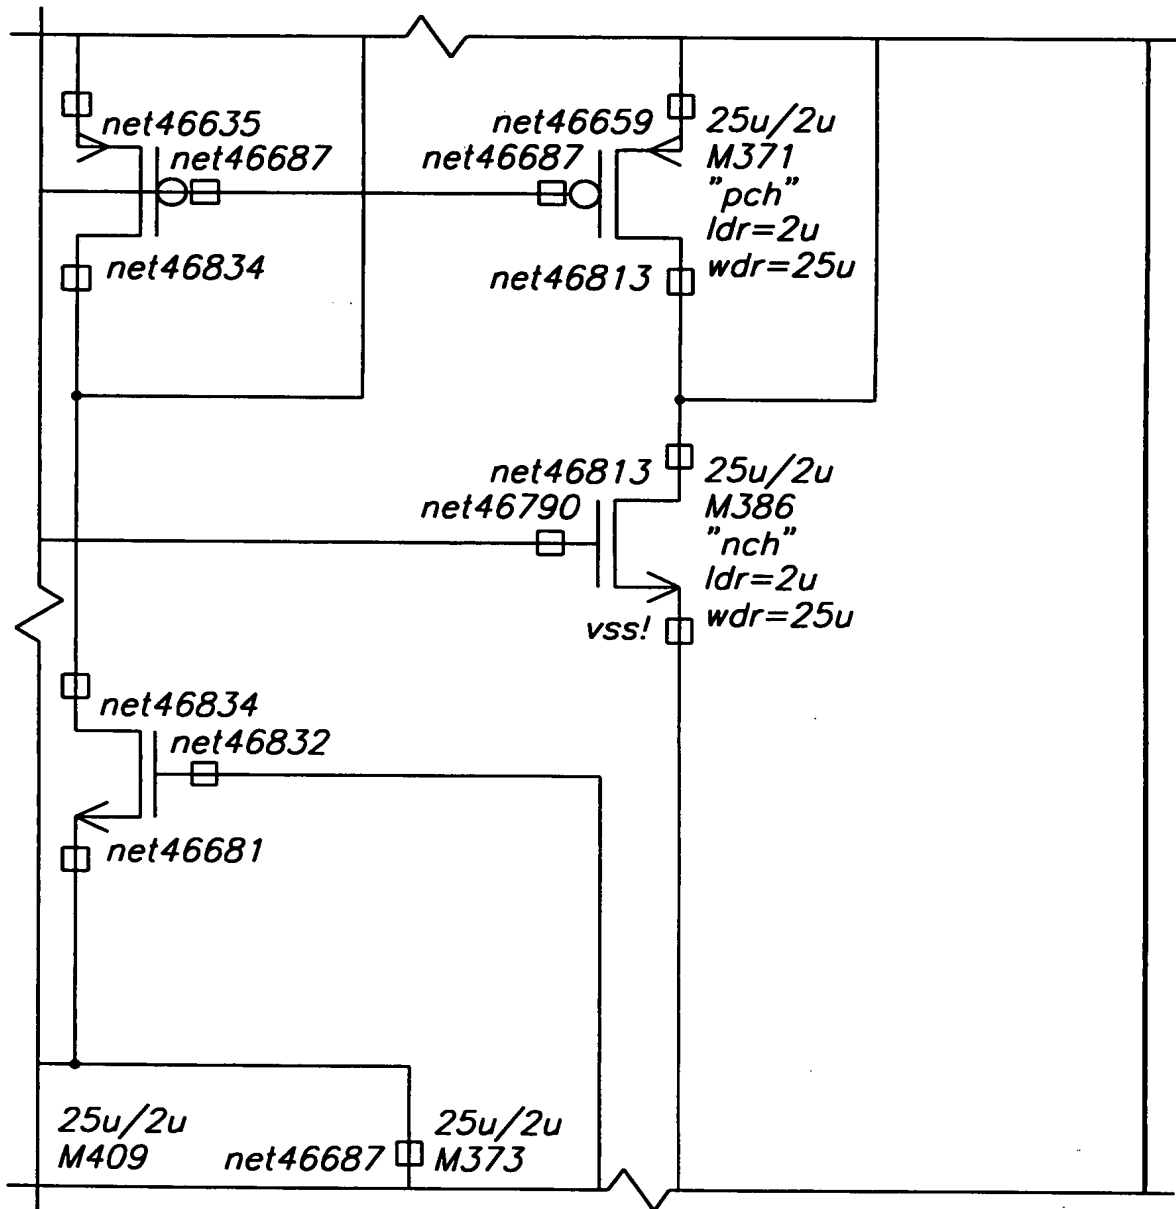 net46635
net46687
net46834
net46659
net46687
net46813
25u/2u
M371
"pch"
ldr=2u
wdr=25u
net46813
net46790
vss!
25u/2u
M386
"nch"
ldr=2u
wdr=25u
net46834
net46832
net46681
25u/2u
M409
net46687
25u/2u
M373